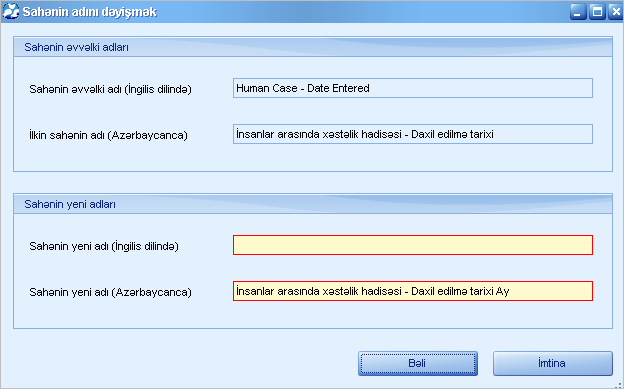 Sahənin adını dəyişmək
Sahənin əvvəlki adları
Sahənin əvvəlki adı (İngilis dilində)
Human Case - Date Entered
İlkin sahənin adı (Azərbaycanca)
İnsanlar arasında xəstəlik hadisəsi - Daxil edilmə tarixi
Sahənin yeni adları
Sahənin yeni adı (İngilis dilində)
Sahənin yeni adı (Azərbaycanca)
İnsanlar arasında xəstəlik hadisəsi - Daxil edilmə tarixi Ay
Bəli
İmtina